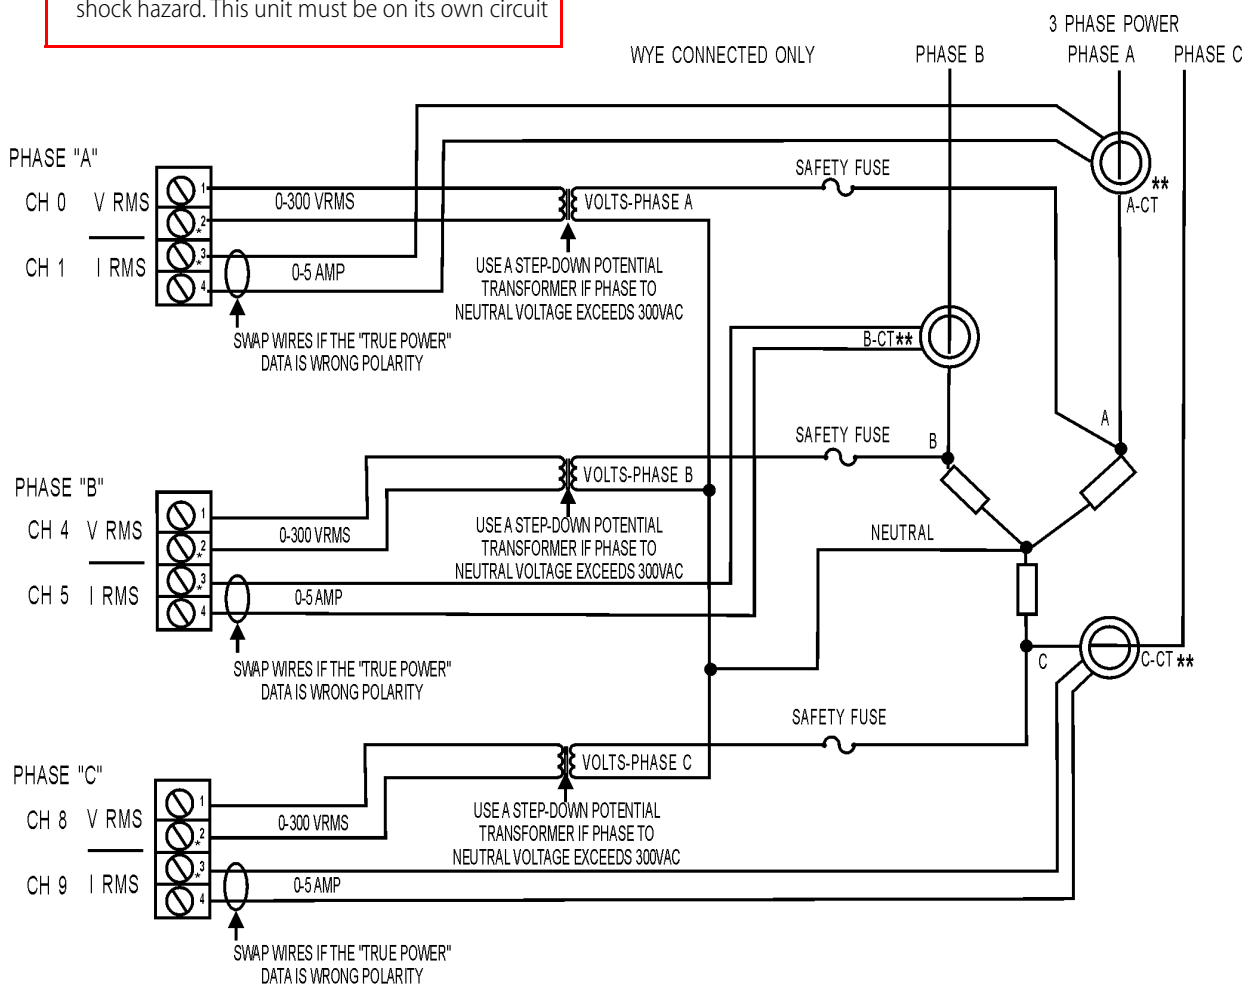 shock hazard. This unit must be on its own circuit
3 PHASE POWER
WYE CONNECTED ONLY
PHASE B
PHASE A
PHASE C
PHASE "A"
CH 0 V RMS
CH 1 I RMS
1
2
*
3
*
4
0-300 VRMS
0-5 AMP
VOLTS-PHASE A
SAFETY FUSE
**
A-CT
USE A STEP-DOWN POTENTIAL
TRANSFORMER IF PHASE TO
NEUTRAL VOLTAGE EXCEEDS 300VAC
SWAP WIRES IF THE "TRUE POWER"
DATA IS WRONG POLARITY
B-CT**
A
B
PHASE "B"
CH 4 V RMS
CH 5 I RMS
1
2
*
3
*
4
0-300 VRMS
0-5 AMP
VOLTS-PHASE B
SAFETY FUSE
USE A STEP-DOWN POTENTIAL
TRANSFORMER IF PHASE TO
NEUTRAL VOLTAGE EXCEEDS 300VAC
NEUTRAL
SWAP WIRES IF THE "TRUE POWER"
DATA IS WRONG POLARITY
C
C-CT **
PHASE "C"
CH 8 V RMS
CH 9 I RMS
1
2
*
3
*
4
0-300 VRMS
0-5 AMP
VOLTS-PHASE C
SAFETY FUSE
USE A STEP-DOWN POTENTIAL
TRANSFORMER IF PHASE TO
NEUTRAL VOLTAGE EXCEEDS 300VAC
SWAP WIRES IF THE "TRUE POWER"
DATA IS WRONG POLARITY